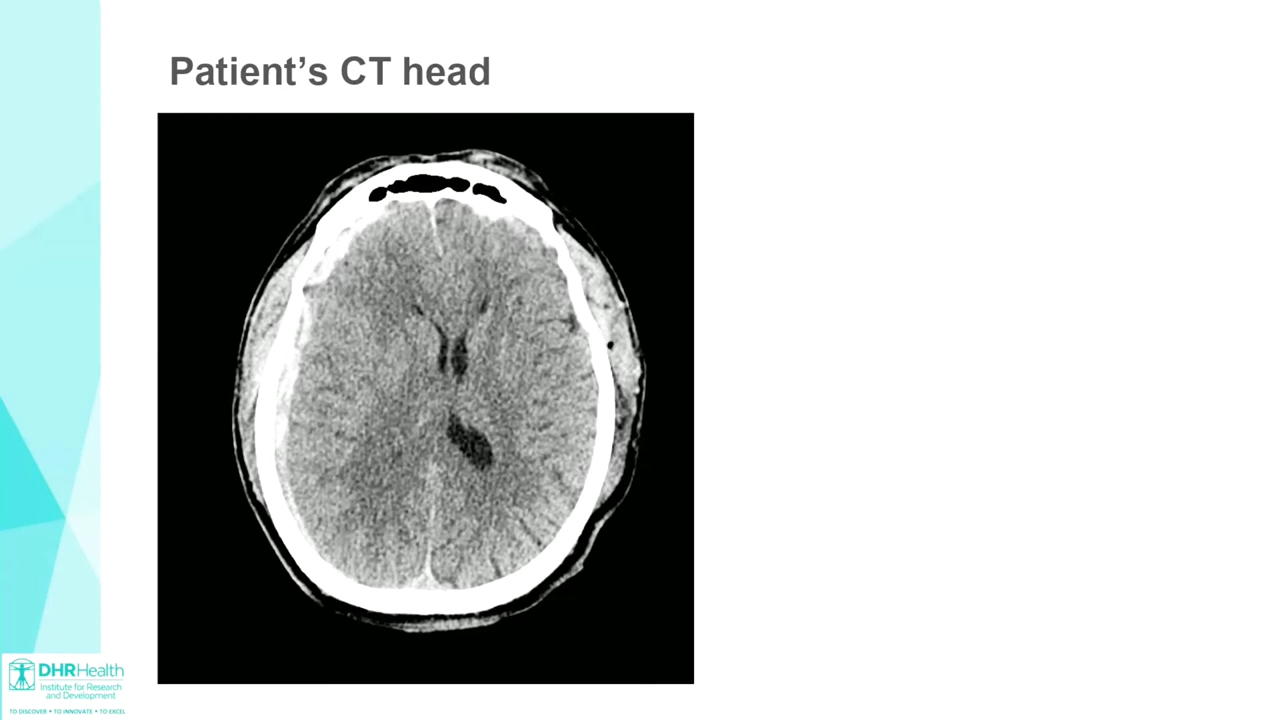 Patient’s CT head
DHRHealth
Institute for Research
and Development
TO DISCOVER • TO INNOVATE • TO EXCEL